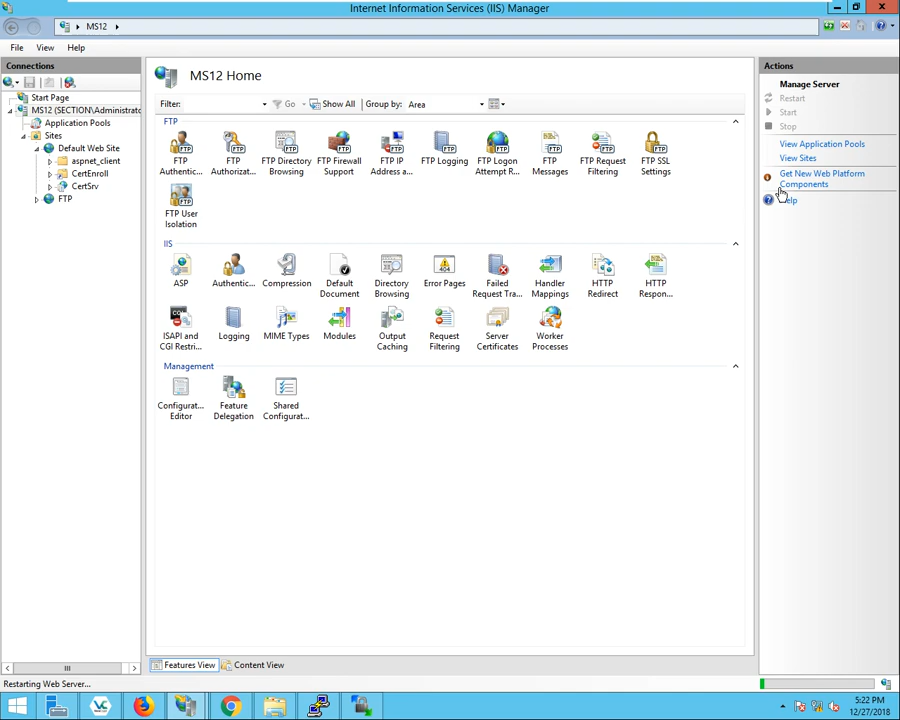 Internet Information Services (IIS) Manager
MS12
File View Help
Connections
Start Page
MS12 (SECTION\Administrato
Application Pools
Sites
Default Web Site
aspnet_client
CertEnroll
CertSrv
FTP
MS12 Home
Filter: Go Show All Group by: Area
FTP
FTP Authentic... FTP Authorizat... FTP Directory Browsing FTP Firewall Support FTP IP Address a... FTP Logging FTP Logon Attempt R... FTP Messages FTP Request Filtering FTP SSL Settings
FTP User Isolation
IIS
ASP Authentic... Compression Default Document Directory Browsing Error Pages Failed Request Tra... Handler Mappings HTTP Redirect HTTP Respon...
ISAPI and CGI Restri... Logging MIME Types Modules Output Caching Request Filtering Server Certificates Worker Processes
Management
Configurat... Editor Feature Delegation Shared Configurat...
Features View Content View
Actions
Manage Server
Restart
Start
Stop
View Application Pools
View Sites
Get New Web Platform
Components
Restarting Web Server...
5:22 PM
12/27/2018